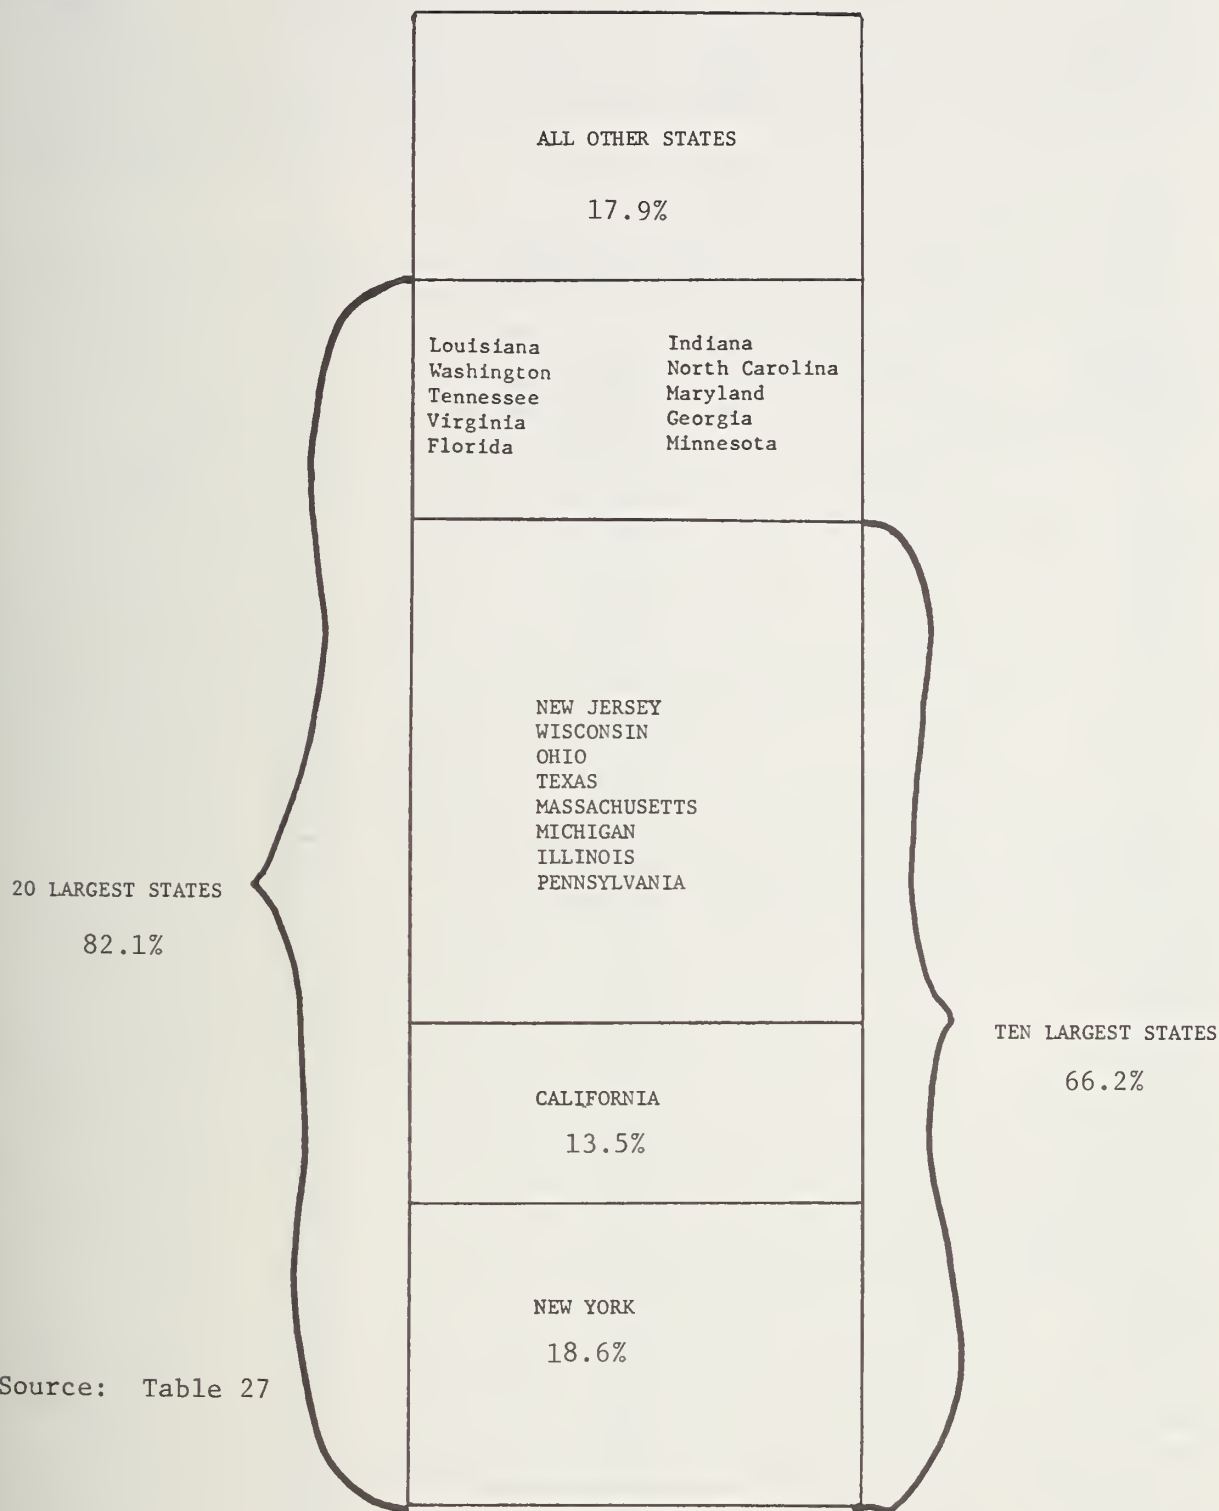 ALL OTHER STATES
17.9%
Louisiana
Washington
Tennessee
Virginia
Florida
Indiana
North Carolina
Maryland
Georgia
Minnesota
NEW JERSEY
WISCONSIN
OHIO
TEXAS
MASSACHUSETTS
MICHIGAN
ILLINOIS
PENNSYLVANIA
20 LARGEST STATES
82.1%
TEN LARGEST STATES
66.2%
CALIFORNIA
13.5%
NEW YORK
18.6%
Source: Table 27